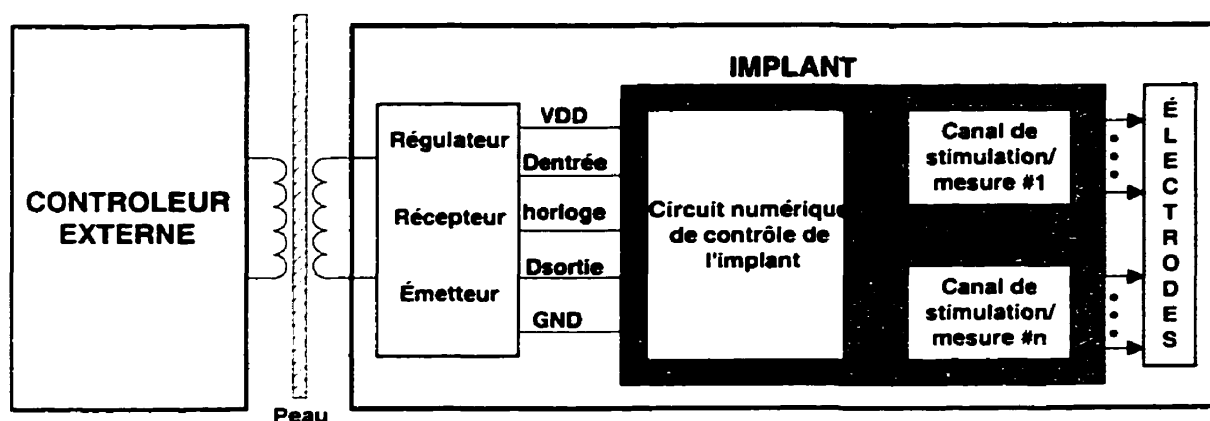 IMPLANT
CONTROLEUR
EXTERNE
Peau
Régulateur
Récepteur
Émetteur
VDD
Dentrée
horloge
Dsortie
GND
Circuit numérique
de contrôle de
l'implant
Canal de
stimulation/
mesure #1
Canal de
stimulation/
mesure #n
ÉLECTRODES